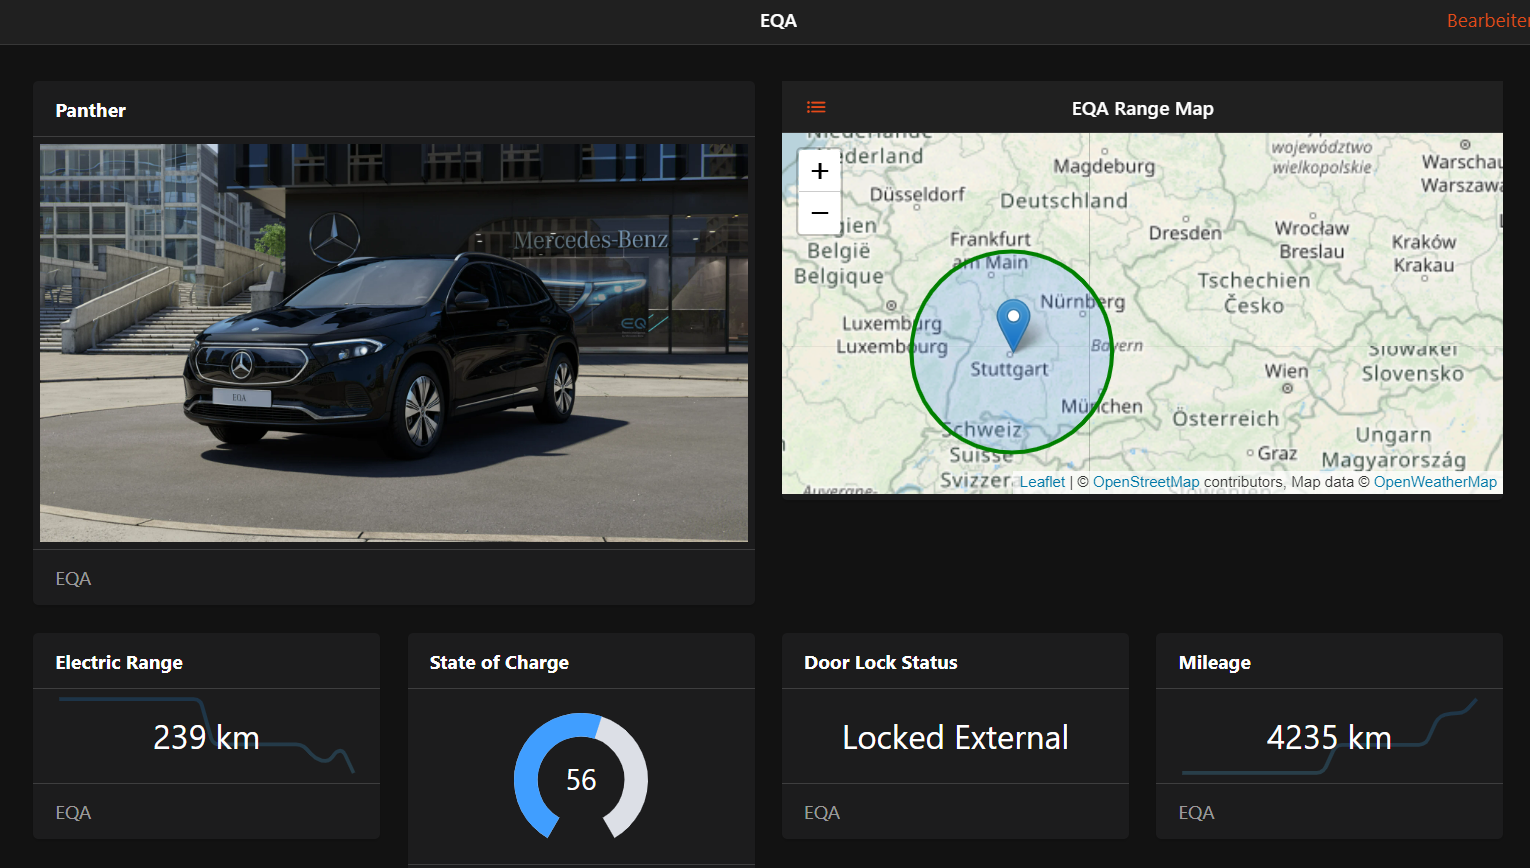 EQA
Bearbeiten
Panther
Mercedes-Benz
EQ
EQA
EQA
EQA Range Map
+
−
Niederlande
Nederland
Magdeburg
województwo
wielkopolskie
Warschau
Warszawa
Düsseldorf
Deutschland
België
Belgique
Frankfurt
am Main
Dresden
Wrocław
Breslau
Kraków
Krakau
Tschechien
Česko
Nürnberg
Luxemburg
Luxembourg
Bayern
Stuttgart
Wien
Slowakei
Slovensko
München
Österreich
Schweiz
Suisse
Svizzera
Graz
Ungarn
Magyarország
Leaflet | © OpenStreetMap contributors, Map data © OpenWeatherMap
Electric Range
239 km
EQA
State of Charge
56
Door Lock Status
Locked External
EQA
Mileage
4235 km
EQA